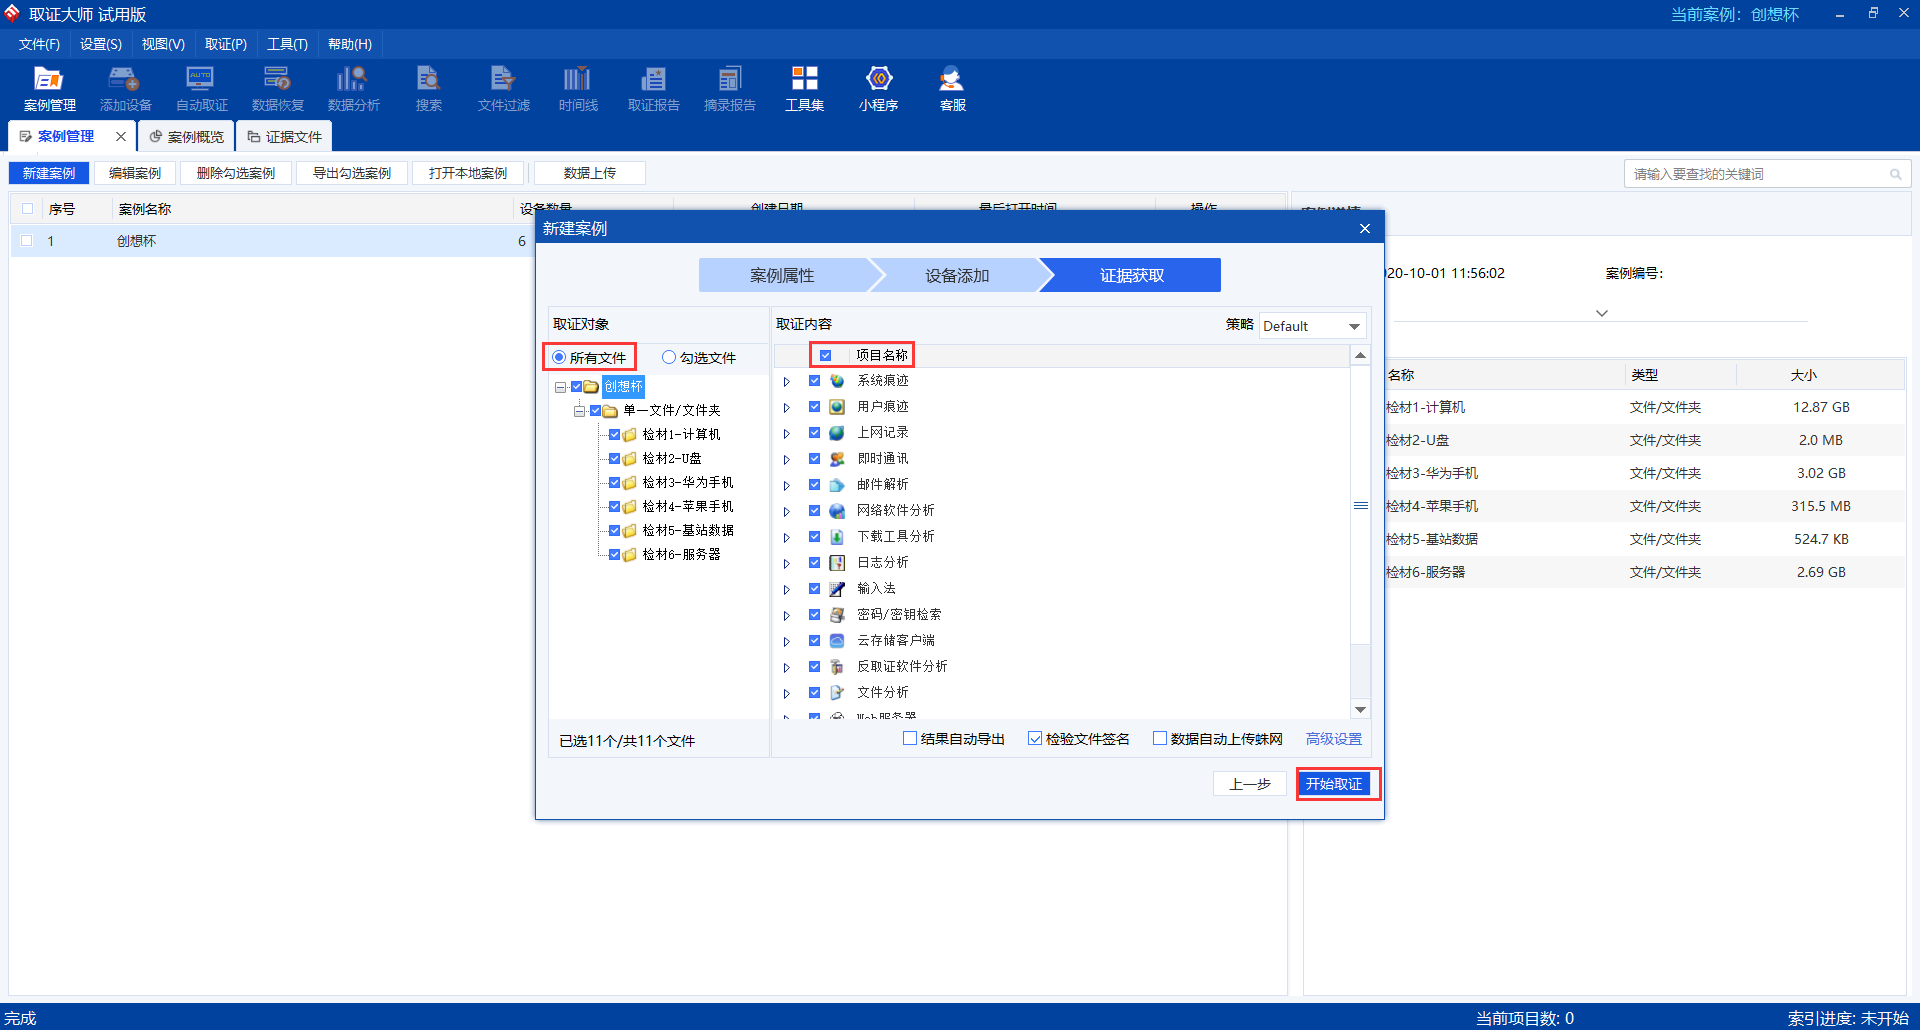 取证大师 试用版
当前案例：创想杯
文件(F) 设置(S) 视图(V) 取证(P) 工具(T) 帮助(H)
案例管理 添加设备 自动取证 数据恢复 数据分析 搜索 文件过滤 时间线 取证报告 摘录报告 工具集 小程序 客服
案例管理 案例概览 证据文件
新建案例 编辑案例 删除勾选案例 导出勾选案例 打开本地案例 数据上传
请输入要查找的关键词
序号 案例名称 设备数量 创建日期 最后打开时间 操作
案例详情
1 创想杯 6
新建案例
案例属性 设备添加 证据获取
20-10-01 11:56:02 案例编号：
取证对象
取证内容
策略 Default
所有文件 勾选文件
项目名称
创想杯
单一文件/文件夹
检材1-计算机
检材2-U盘
检材3-华为手机
检材4-苹果手机
检材5-基站数据
检材6-服务器
系统痕迹
用户痕迹
上网记录
即时通讯
邮件解析
网络软件分析
下载工具分析
日志分析
输入法
密码/密钥检索
云存储客户端
反取证软件分析
文件分析
Web服务器
已选11个/共11个文件
结果自动导出 检验文件签名 数据自动上传蛛网 高级设置
上一步 开始取证
名称 类型 大小
检材1-计算机 文件/文件夹 12.87 GB
检材2-U盘 文件/文件夹 2.0 MB
检材3-华为手机 文件/文件夹 3.02 GB
检材4-苹果手机 文件/文件夹 315.5 MB
检材5-基站数据 文件/文件夹 524.7 KB
检材6-服务器 文件/文件夹 2.69 GB
完成
当前项目数: 0
索引进度: 未开始